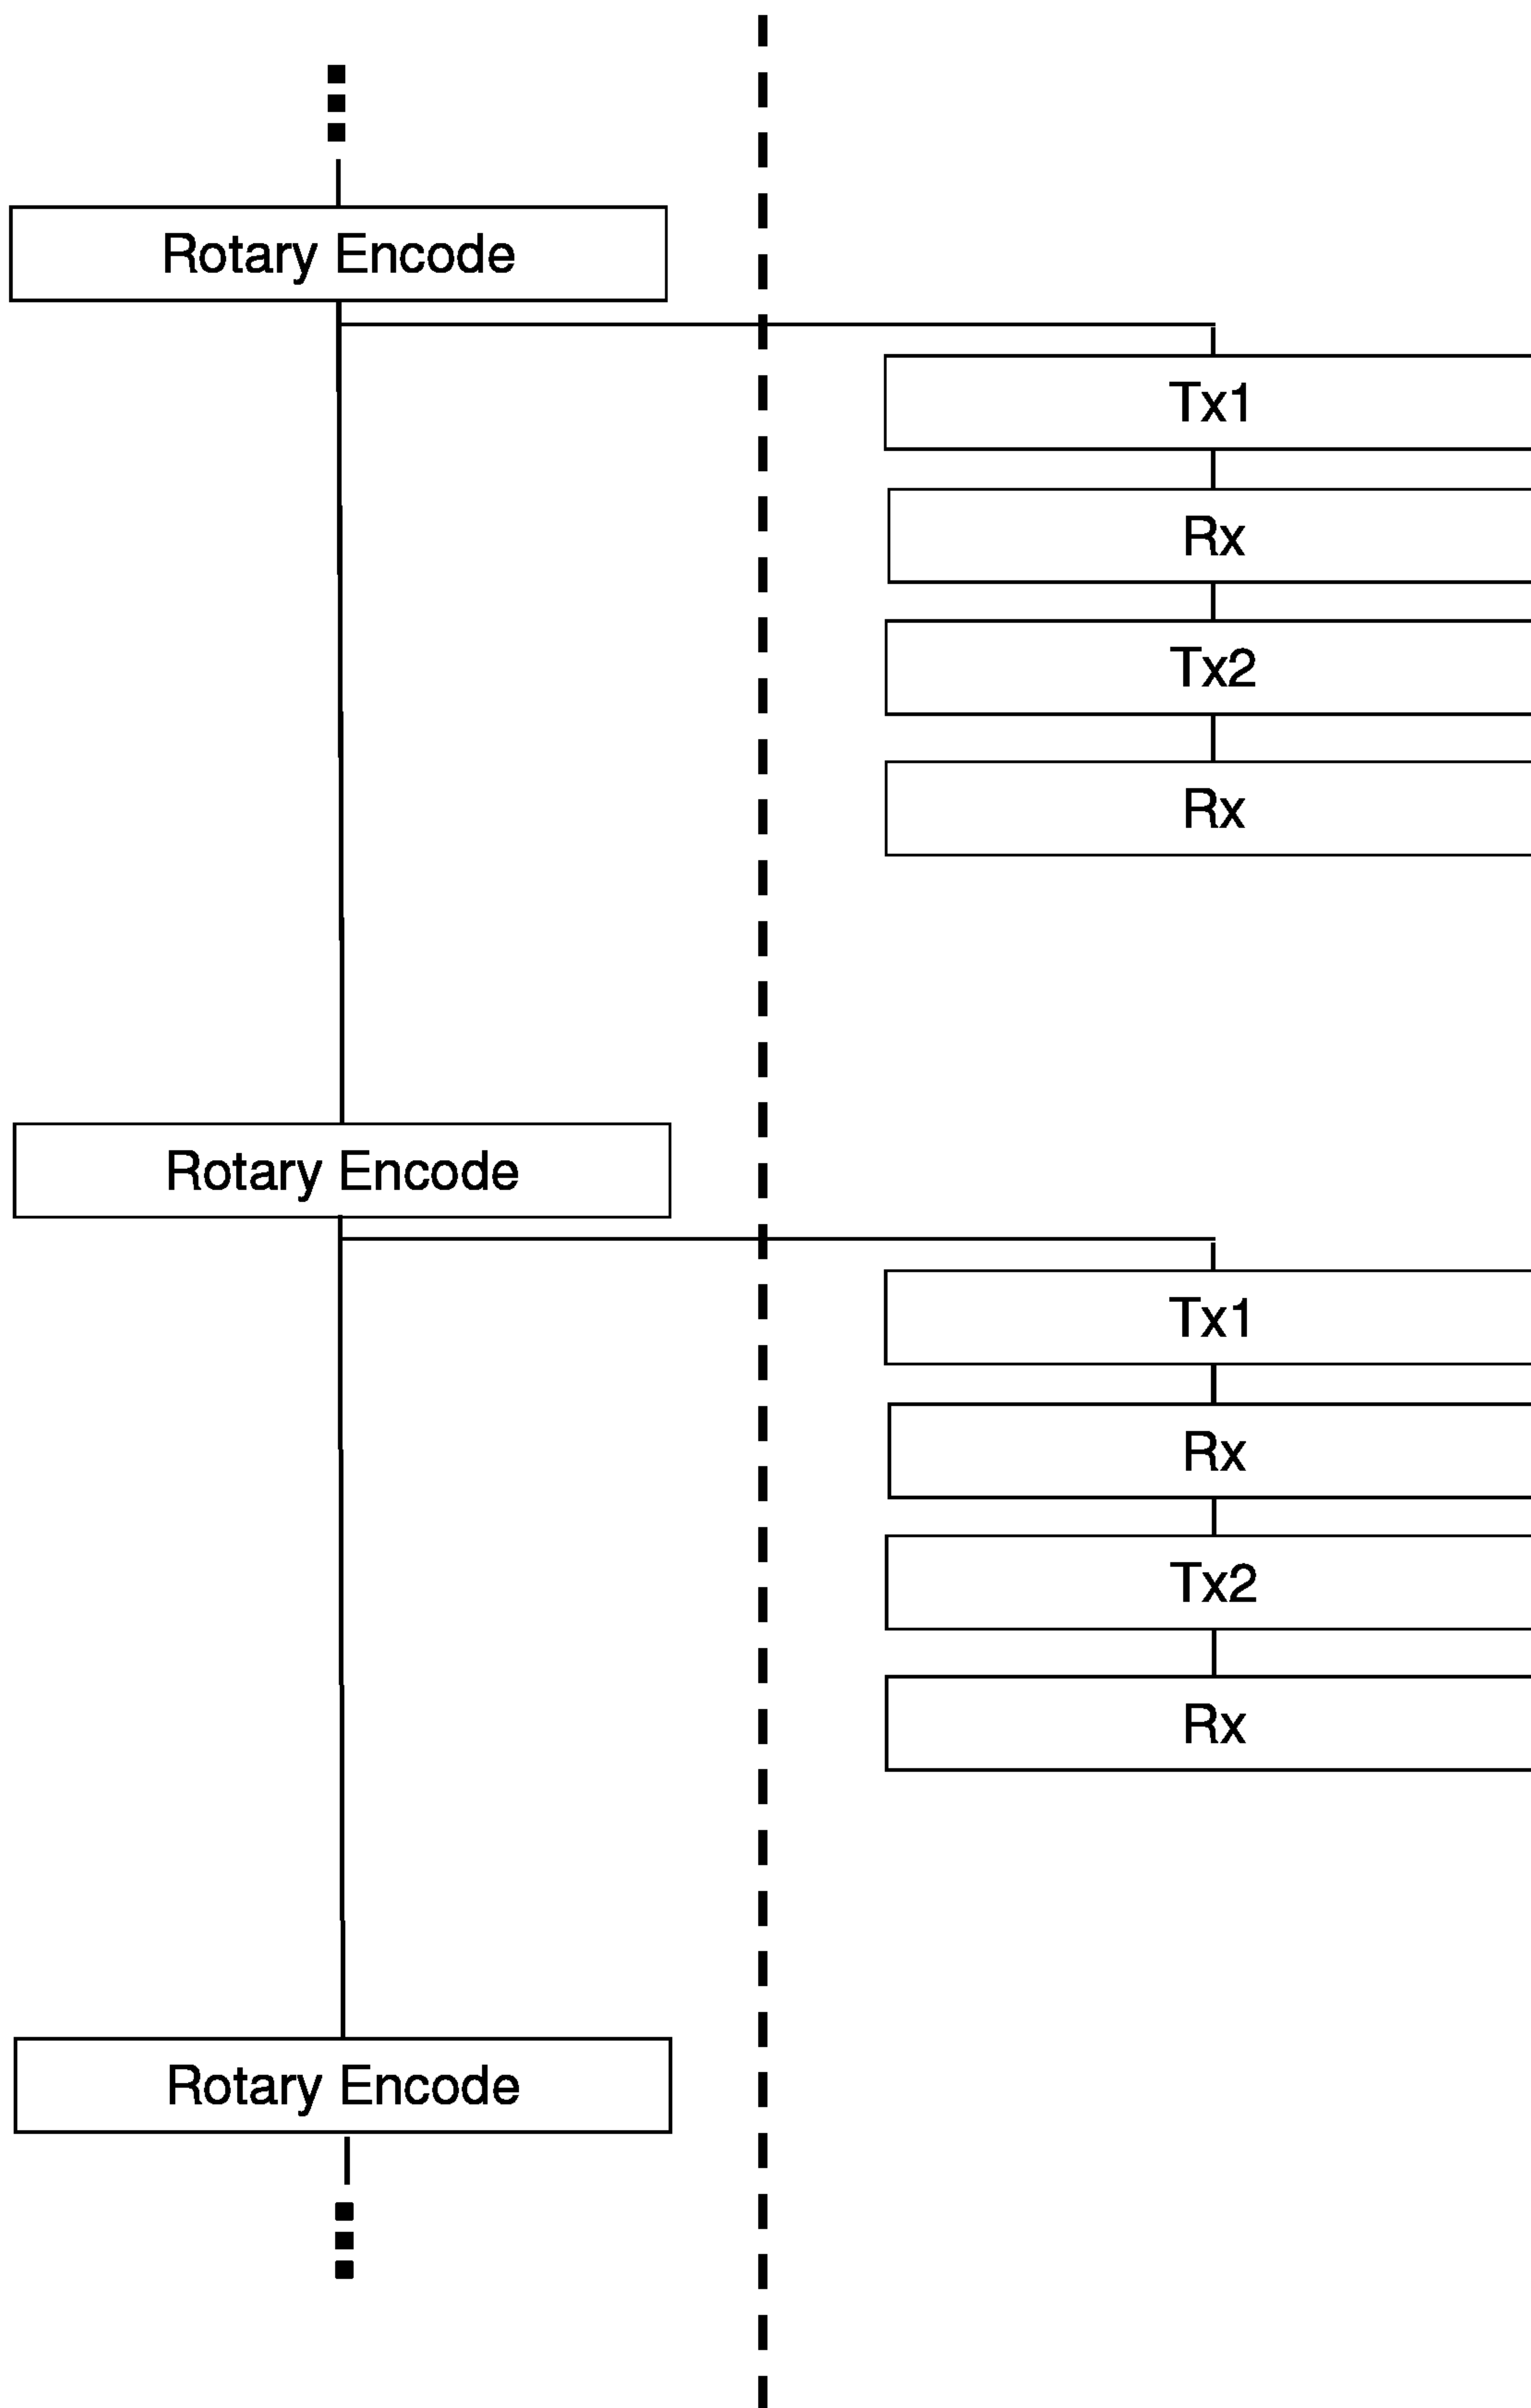 Rotary Encode
Tx1
Rx
Tx2
Rx
Rotary Encode
Tx1
Rx
Tx2
Rx
Rotary Encode